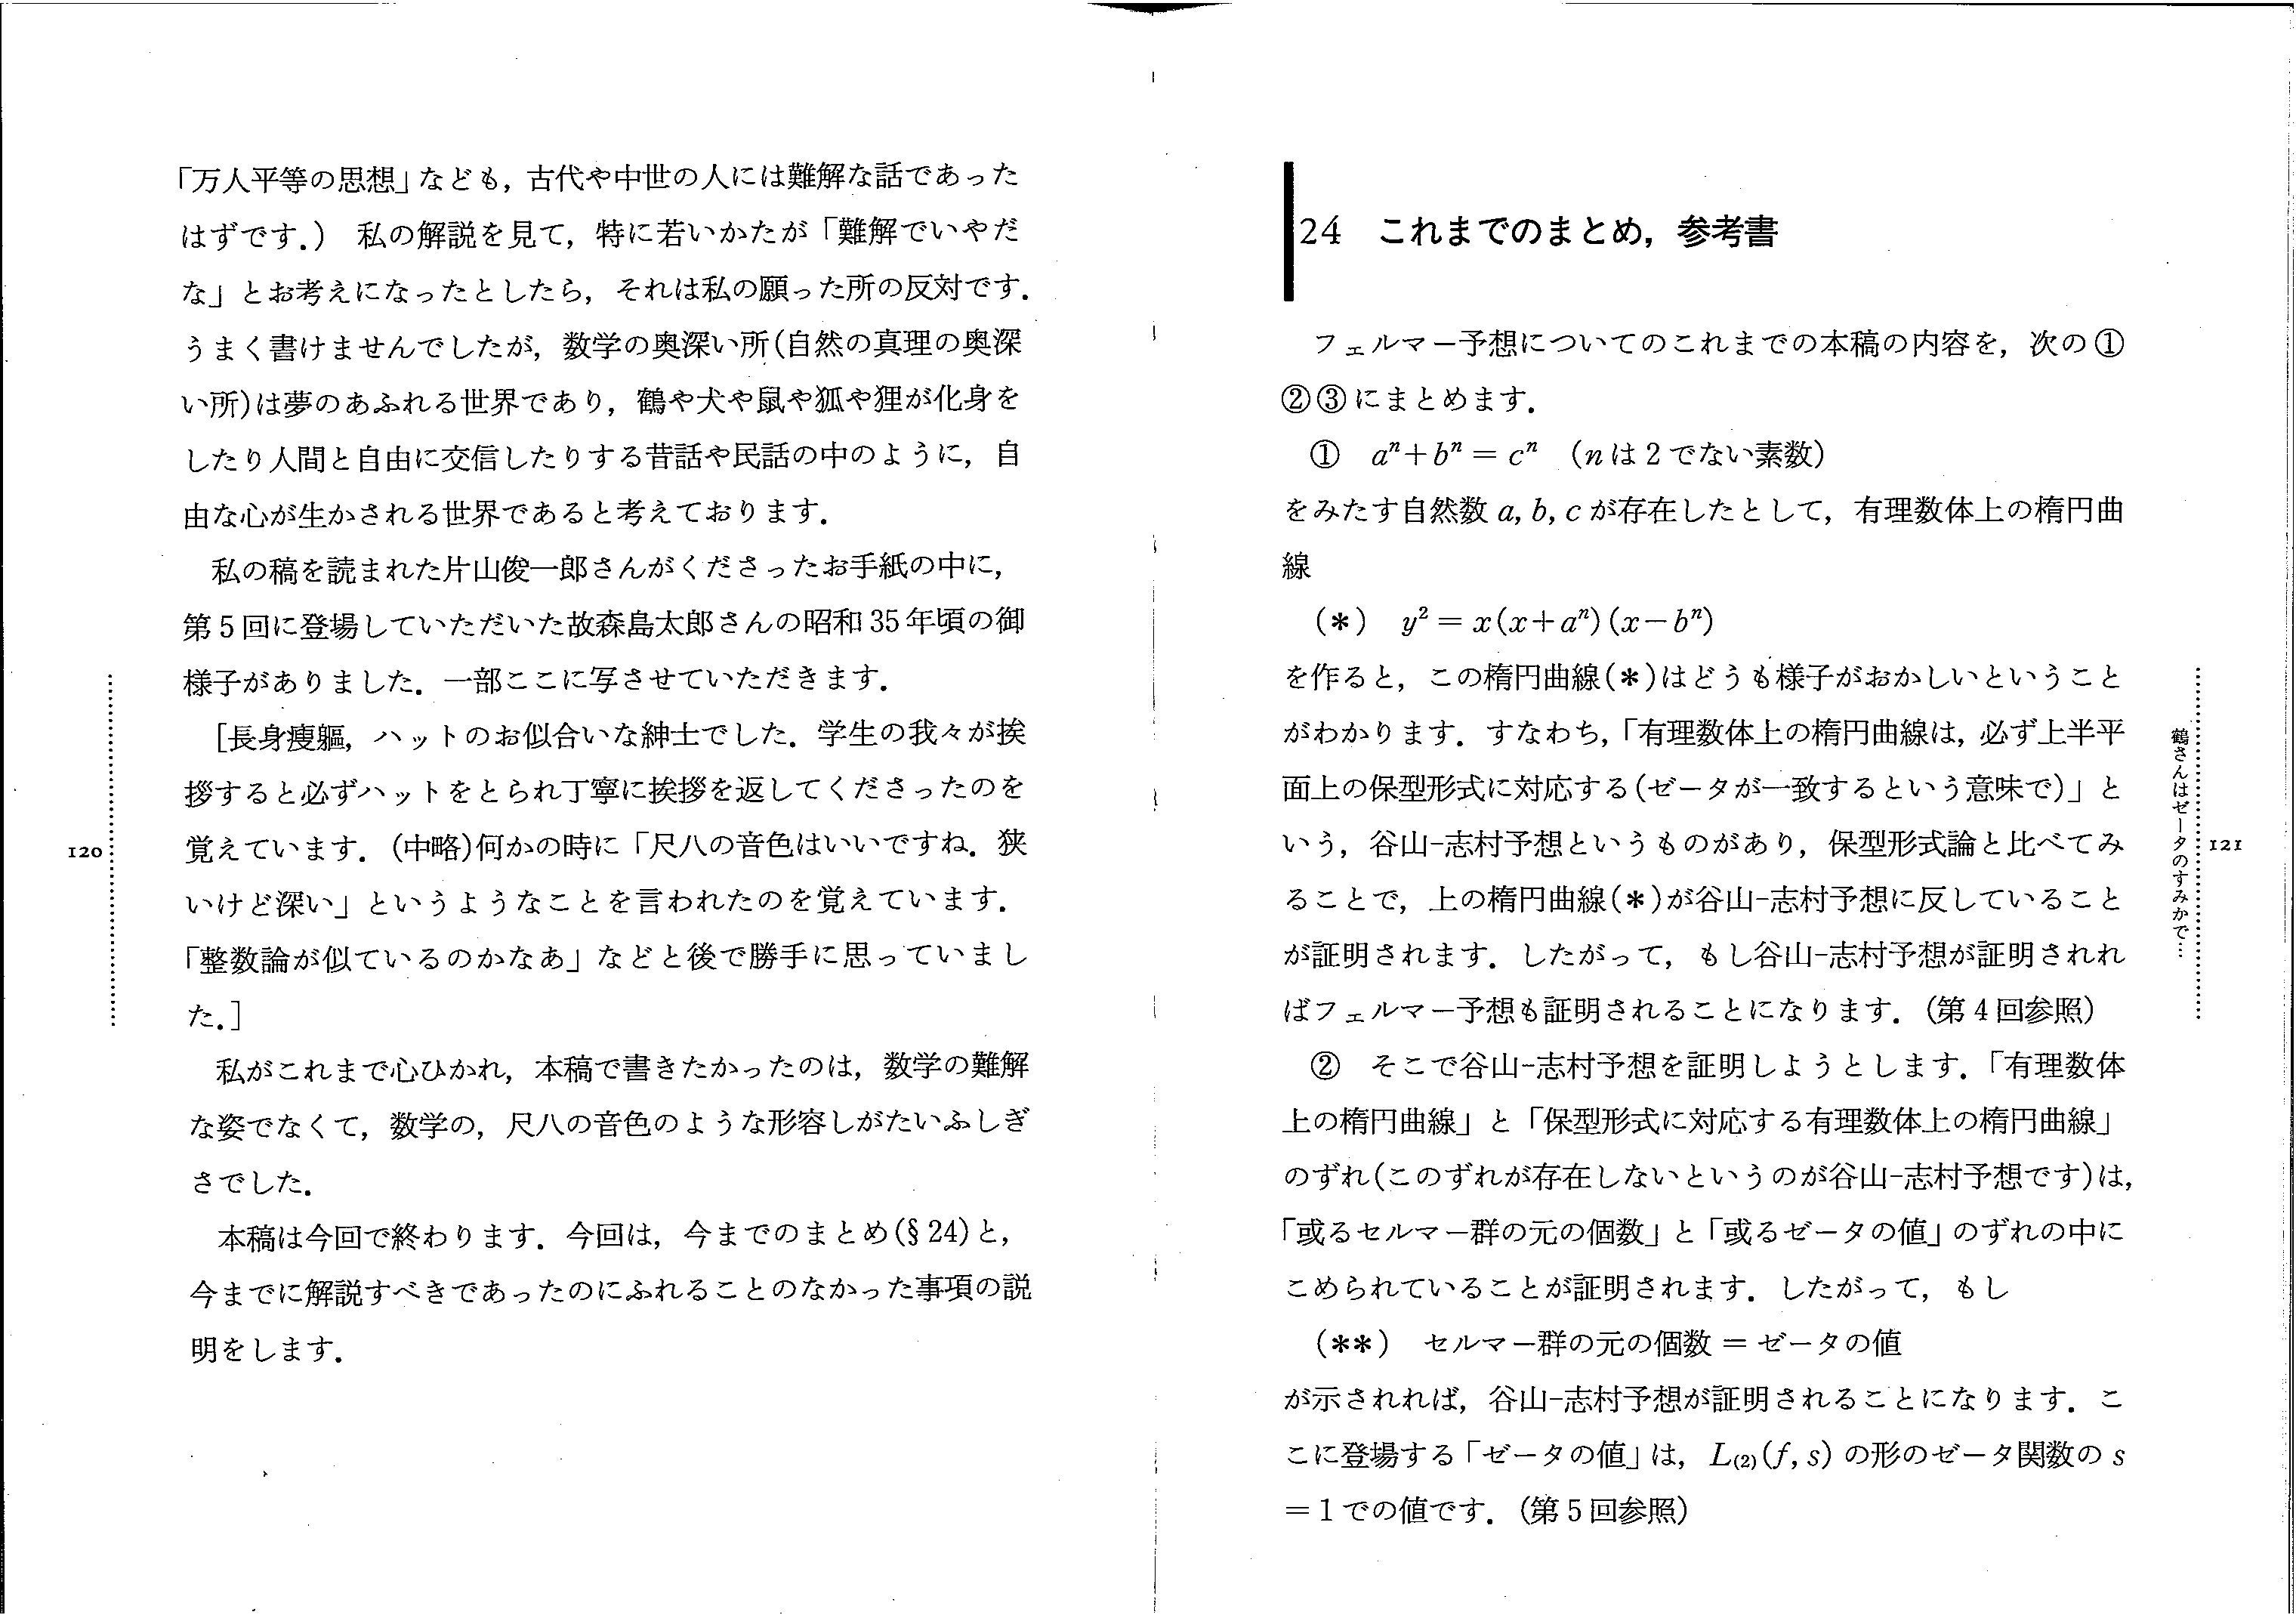 「万人平等の思想」なども，古代や中世の人には難解な話であった
はずです．） 私の解説を見て，特に若いかたが「難解でいやだ
な」とお考えになったとしたら，それは私の願った所の反対です．
うまく書けませんでしたが，数学の奥深い所(自然の真理の奥深
い所)は夢のあふれる世界であり，鶴や犬や鼠や狐や狸が化身を
したり人間と自由に交信したりする昔話や民話の中のように，自
由な心が生かされる世界であると考えております．
私の稿を読まれた片山俊一郎さんがくださったお手紙の中に，
第5回に登場していただいた故森島太郎さんの昭和35年頃の御
様子がありました．一部ここに写させていただきます．
［長身痩軀，ハットのお似合いな紳士でした．学生の我々が挨
拶すると必ずハットをとられ丁寧に挨拶を返してくださったのを
覚えています．(中略)何かの時に「尺八の音色はいいですね．狭
いけど深い」というようなことを言われたのを覚えています．
「整数論が似ているのかなあ」などと後で勝手に思っていまし
た．］
私がこれまで心ひかれ，本稿で書きたかったのは，数学の難解
な姿でなくて，数学の，尺八の音色のような形容しがたいふしぎ
さでした．
本稿は今回で終わります．今回は，今までのまとめ(§24)と，
今までに解説すべきであったのにふれることのなかった事項の説
明をします．
120
24 これまでのまとめ，参考書
フェルマー予想についてのこれまでの本稿の内容を，次の①
②③にまとめます．
① aⁿ+bⁿ = cⁿ （nは2でない素数）
をみたす自然数 a, b, c が存在したとして，有理数体上の楕円曲
線
(＊) y² = x(x+aⁿ)(x−bⁿ)
を作ると，この楕円曲線(＊)はどうも様子がおかしいということ
がわかります．すなわち，「有理数体上の楕円曲線は，必ず上半平
面上の保型形式に対応する(ゼータが一致するという意味で)」と
いう，谷山-志村予想というものがあり，保型形式論と比べてみ
ることで，上の楕円曲線(＊)が谷山-志村予想に反していること
が証明されます．したがって，もし谷山-志村予想が証明されれ
ばフェルマー予想も証明されることになります．（第4回参照）
② そこで谷山-志村予想を証明しようとします．「有理数体
上の楕円曲線」と「保型形式に対応する有理数体上の楕円曲線」
のずれ(このずれが存在しないというのが谷山-志村予想です)は，
「或るセルマー群の元の個数」と「或るゼータの値」のずれの中に
こめられていることが証明されます．したがって，もし
(＊＊) セルマー群の元の個数 = ゼータの値
が示されれば，谷山-志村予想が証明されることになります．こ
こに登場する「ゼータの値」は，L₍₂₎(f, s) の形のゼータ関数の s
= 1 での値です．（第5回参照）
鶴さんはゼータのすみかで…
121